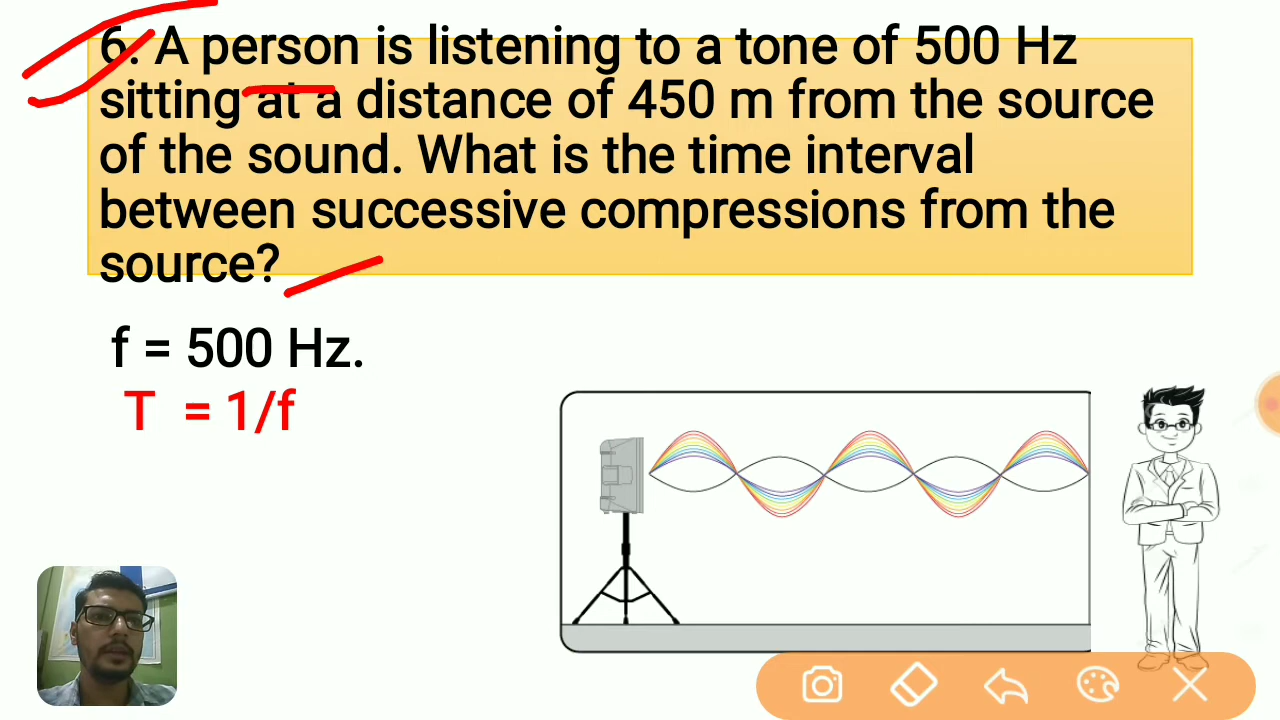 6. A person is listening to a tone of 500 Hz
sitting at a distance of 450 m from the source
of the sound. What is the time interval
between successive compressions from the
source?
f = 500 Hz.
T = 1/f